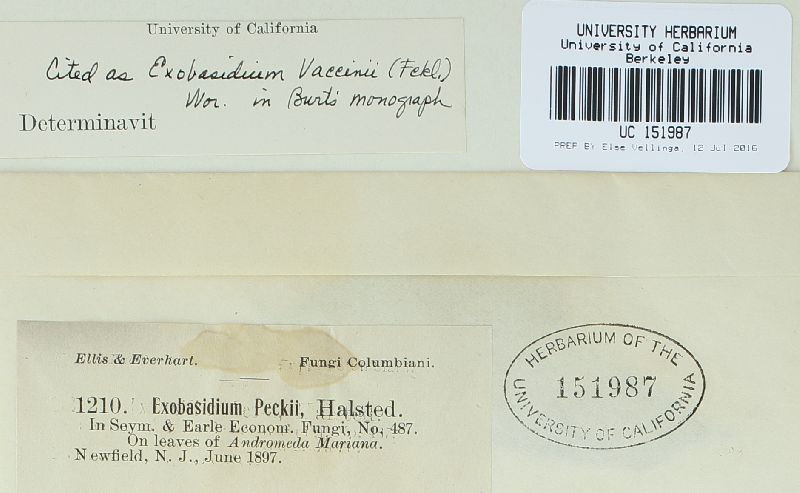 University of California
Cited as Exobasidium Vaccinii (Fckl.)
Wor. in Burt's monograph
Determinavit
UNIVERSITY HERBARIUM
University of California
Berkeley
UC 151987
PREP BY Else Vellinga, 12 Jul 2016
Ellis & Everhart. Fungi Columbiani.
1210. Exobasidium Peckii, Halsted.
In Seym. & Earle Econom. Fungi, No. 487.
On leaves of Andromeda Mariana.
Newfield, N. J., June 1897.
HERBARIUM OF THE
151987
UNIVERSITY OF CALIFORNIA